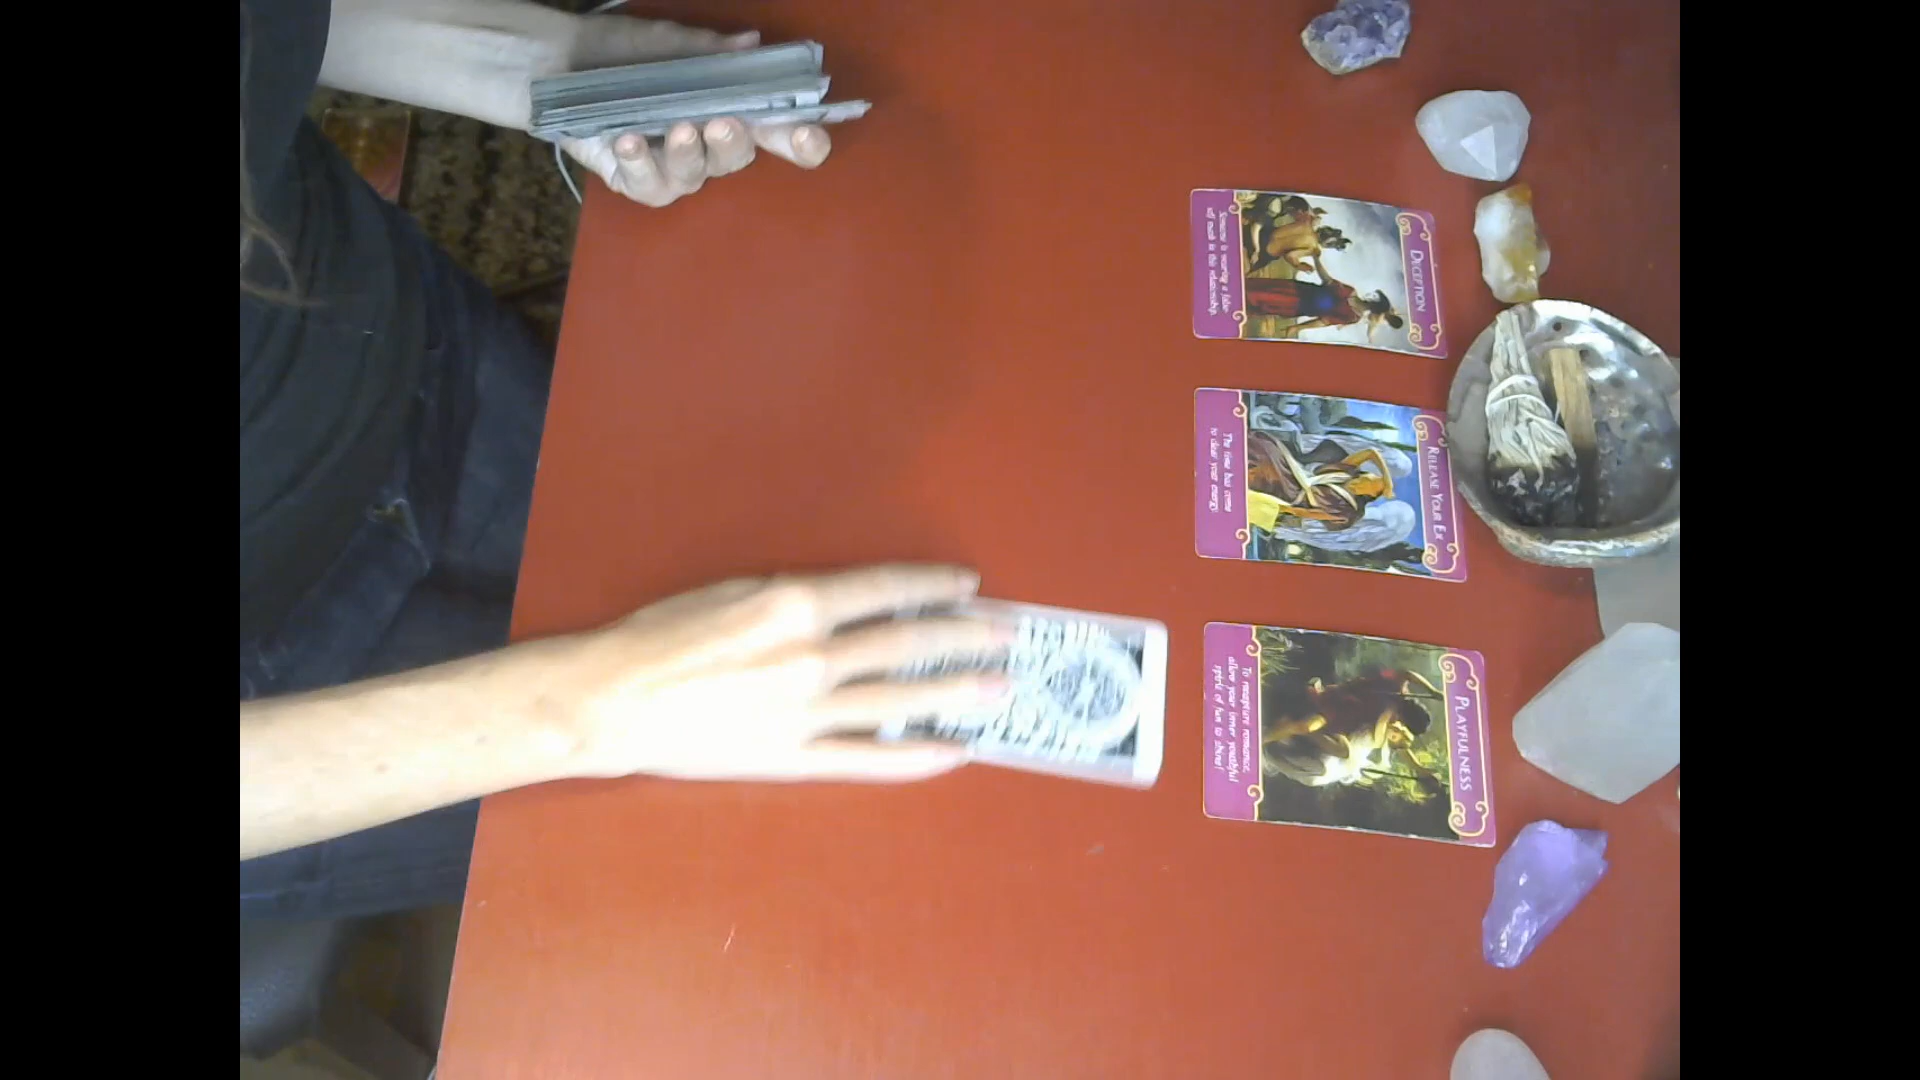 DECEPTION
Someone is wearing a false
self mask in this relationship.
RELEASE YOUR EX
The time has come
to clear your energy.
PLAYFULNESS
To recapture romance,
allow your inner youthful
spirit of fun to shine!